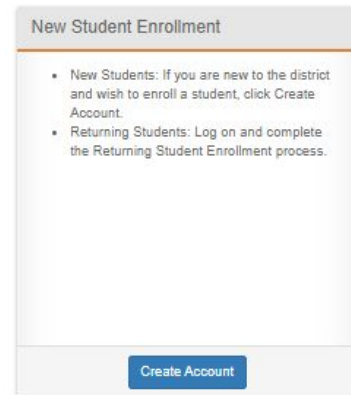 New Student Enrollment
• New Students: If you are new to the district
and wish to enroll a student, click Create
Account.
• Returning Students: Log on and complete
the Returning Student Enrollment process.
Create Account